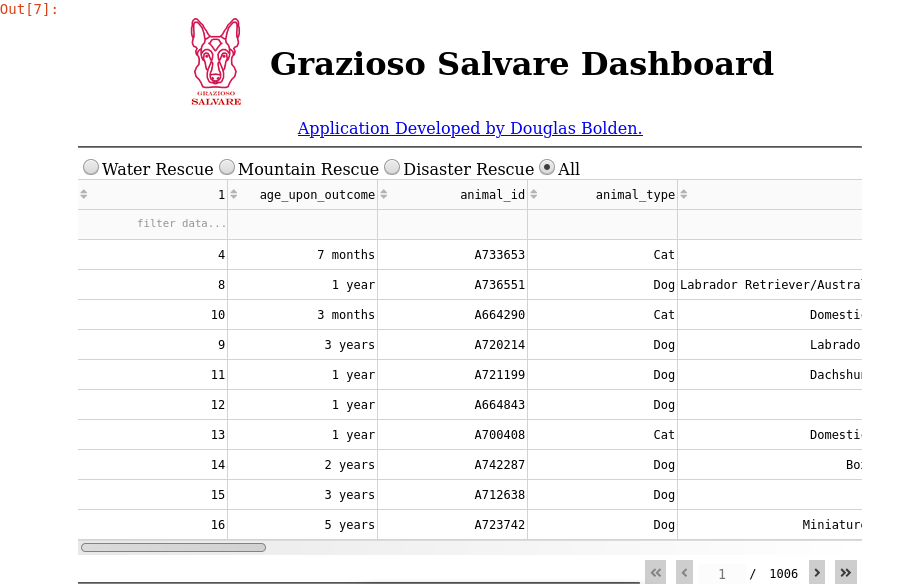 Out[7]:
GRAZIOSO
SALVARE
Grazioso Salvare Dashboard
Application Developed by Douglas Bolden.
Water Rescue Mountain Rescue Disaster Rescue All
1 age_upon_outcome animal_id animal_type
filter data...
4 7 months A733653 Cat
8 1 year A736551 Dog Labrador Retriever/Austra
10 3 months A664290 Cat Domesti
9 3 years A720214 Dog Labrado
11 1 year A721199 Dog Dachshu
12 1 year A664843 Dog
13 1 year A700408 Cat Domesti
14 2 years A742287 Dog Bo
15 3 years A712638 Dog
16 5 years A723742 Dog Miniatur
<< < 1 / 1006 > >>